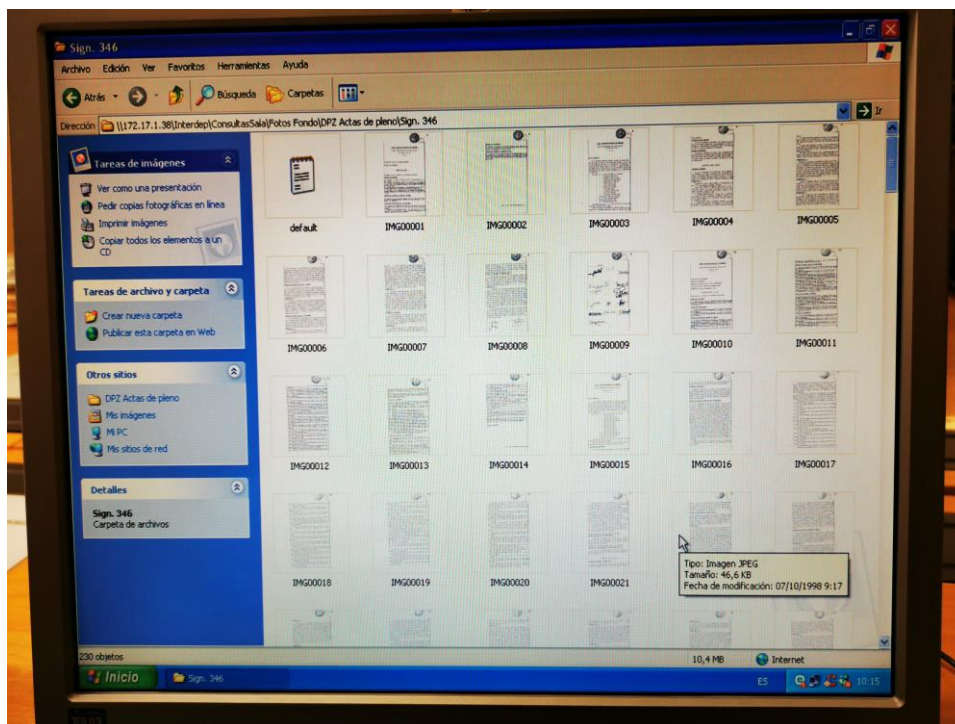 Sign. 346
Archivo Edición Ver Favoritos Herramientas Ayuda
Atrás Búsqueda Carpetas
Dirección \\172.17.1.38\Interdep\ConsultasSala\Fotos Fondo\DPZ Actas de pleno\Sign. 346 Ir
Tareas de imágenes
Ver como una presentación
Pedir copias fotográficas en línea
Imprimir imágenes
Copiar todos los elementos a un
CD
Tareas de archivo y carpeta
Crear nueva carpeta
Publicar esta carpeta en Web
Otros sitios
DPZ Actas de pleno
Mis imágenes
Mi PC
Mis sitios de red
Detalles
Sign. 346
Carpeta de archivos
default IMG00001 IMG00002 IMG00003 IMG00004 IMG00005
IMG00006 IMG00007 IMG00008 IMG00009 IMG00010 IMG00011
IMG00012 IMG00013 IMG00014 IMG00015 IMG00016 IMG00017
IMG00018 IMG00019 IMG00020 IMG00021
Tipo: Imagen JPEG
Tamaño: 46,6 KB
Fecha de modificación: 07/10/1998 9:17
230 objetos 10,4 MB Internet
Inicio Sign. 346 ES 10:15